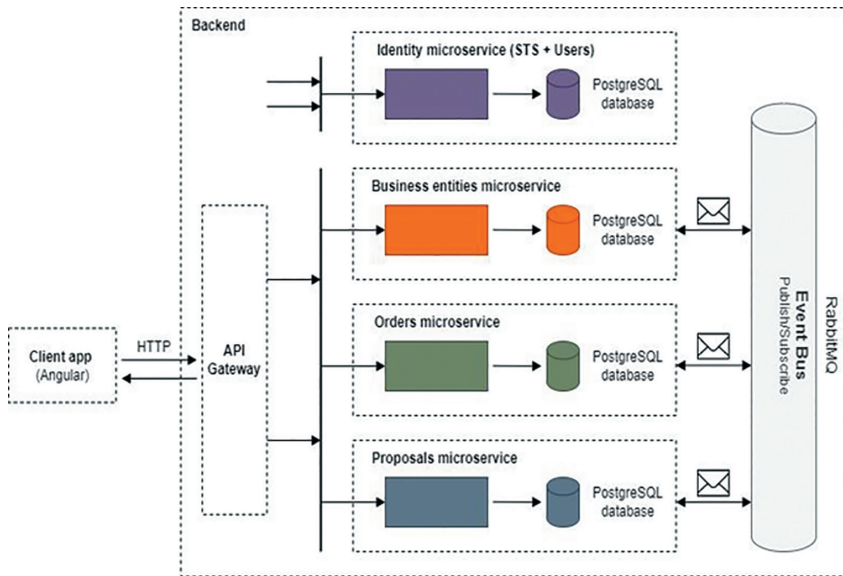 Backend
Identity microservice (STS + Users)
PostgreSQL
database
Business entities microservice
PostgreSQL
database
Orders microservice
PostgreSQL
database
Proposals microservice
PostgreSQL
database
Client app
(Angular)
HTTP
API
Gateway
Event Bus
Publish/Subscribe
RabbitMQ